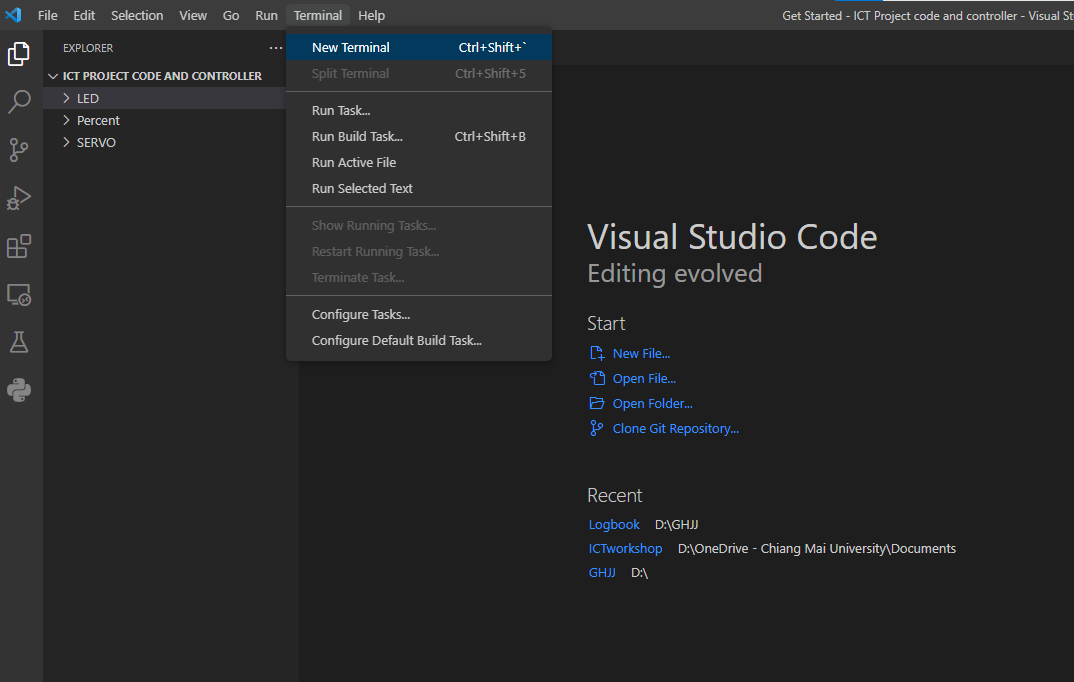 File Edit Selection View Go Run Terminal Help
Get Started - ICT Project code and controller - Visual St
EXPLORER
ICT PROJECT CODE AND CONTROLLER
LED
Percent
SERVO
New Terminal Ctrl+Shift+`
Split Terminal Ctrl+Shift+5
Run Task...
Run Build Task... Ctrl+Shift+B
Run Active File
Run Selected Text
Show Running Tasks...
Restart Running Task...
Terminate Task...
Configure Tasks...
Configure Default Build Task...
Visual Studio Code
Editing evolved
Start
New File...
Open File...
Open Folder...
Clone Git Repository...
Recent
Logbook D:\GHJJ
ICTworkshop D:\OneDrive - Chiang Mai University\Documents
GHJJ D:\